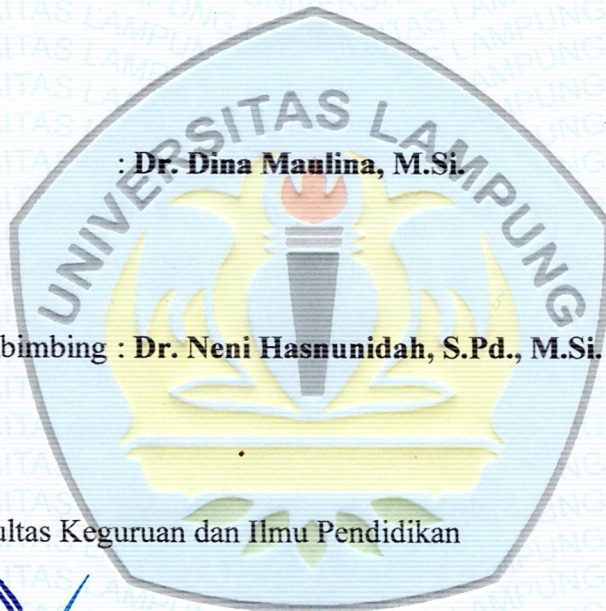 UNIVERSITAS LAMPUNG
: Dr. Dina Maulina, M.Si.
bimbing : Dr. Neni Hasnunidah, S.Pd., M.Si.
ultas Keguruan dan Ilmu Pendidikan